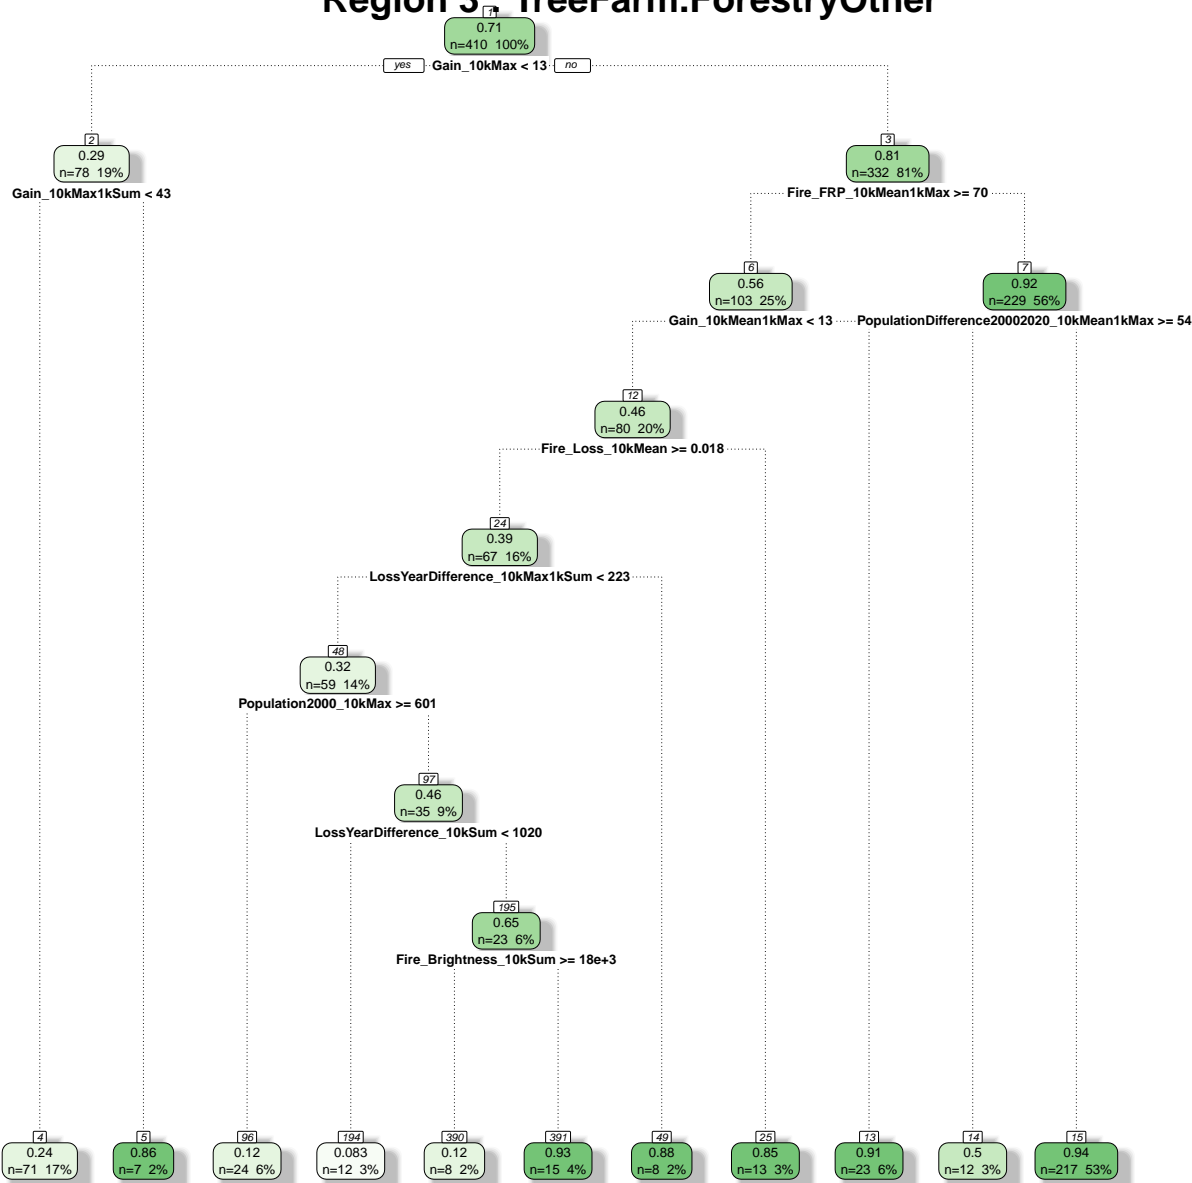 Region 3 : TreeFarm.ForestryOther
1
0.71
n=410 100%
yes Gain_10kMax < 13 no
2
0.29
n=78 19%
Gain_10kMax1kSum < 43
3
0.81
n=332 81%
Fire_FRP_10kMean1kMax >= 70
6
0.56
n=103 25%
Gain_10kMean1kMax < 13
7
0.92
n=229 56%
PopulationDifference20002020_10kMean1kMax >= 54
12
0.46
n=80 20%
Fire_Loss_10kMean >= 0.018
24
0.39
n=67 16%
LossYearDifference_10kMax1kSum < 223
48
0.32
n=59 14%
Population2000_10kMax >= 601
97
0.46
n=35 9%
LossYearDifference_10kSum < 1020
195
0.65
n=23 6%
Fire_Brightness_10kSum >= 18e+3
4
0.24
n=71 17%
5
0.86
n=7 2%
96
0.12
n=24 6%
194
0.083
n=12 3%
390
0.12
n=8 2%
391
0.93
n=15 4%
49
0.88
n=8 2%
25
0.85
n=13 3%
13
0.91
n=23 6%
14
0.5
n=12 3%
15
0.94
n=217 53%